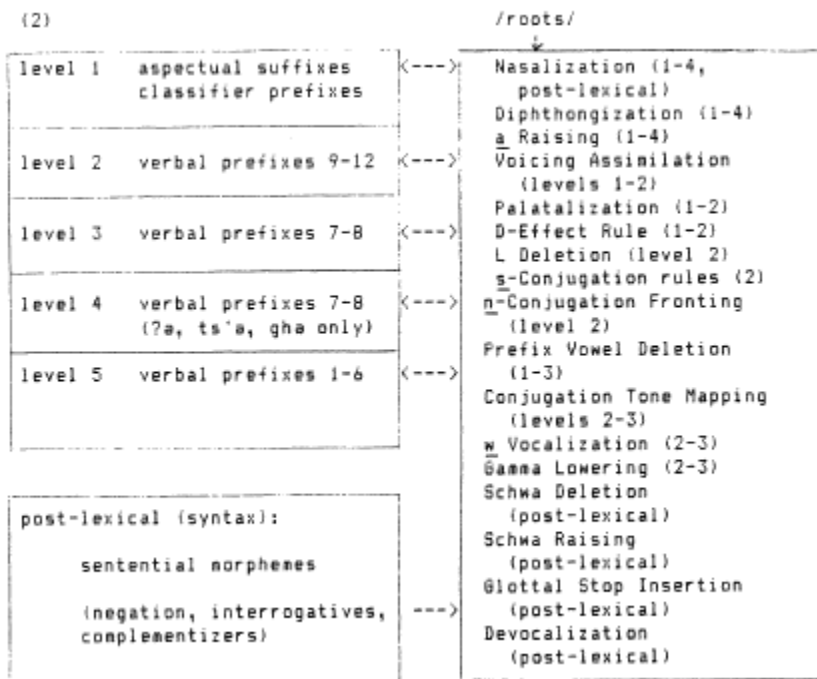 (2)
/roots/
level 1 aspectual suffixes
classifier prefixes
level 2 verbal prefixes 9-12
level 3 verbal prefixes 7-8
level 4 verbal prefixes 7-8
(?ə, ts'ə, ghə only)
level 5 verbal prefixes 1-6
post-lexical (syntax):
sentential morphemes
(negation, interrogatives,
complementizers)
<--->
<--->
<--->
<--->
<--->
--->
Nasalization (1-4,
post-lexical)
Diphthongization (1-4)
a Raising (1-4)
Voicing Assimilation
(levels 1-2)
Palatalization (1-2)
D-Effect Rule (1-2)
L Deletion (level 2)
s-Conjugation rules (2)
n-Conjugation Fronting
(level 2)
Prefix Vowel Deletion
(1-3)
Conjugation Tone Mapping
(levels 2-3)
w Vocalization (2-3)
Gamma Lowering (2-3)
Schwa Deletion
(post-lexical)
Schwa Raising
(post-lexical)
Glottal Stop Insertion
(post-lexical)
Devocalization
(post-lexical)